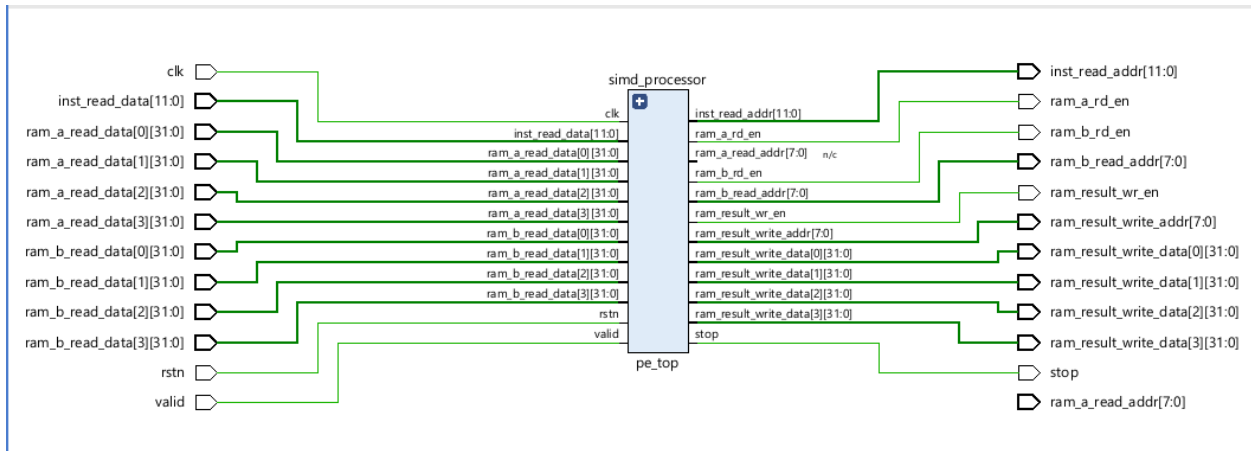 clk
inst_read_data[11:0]
ram_a_read_data[0][31:0]
ram_a_read_data[1][31:0]
ram_a_read_data[2][31:0]
ram_a_read_data[3][31:0]
ram_b_read_data[0][31:0]
ram_b_read_data[1][31:0]
ram_b_read_data[2][31:0]
ram_b_read_data[3][31:0]
rstn
valid
simd_processor
clk
inst_read_data[11:0]
ram_a_read_data[0][31:0]
ram_a_read_data[1][31:0]
ram_a_read_data[2][31:0]
ram_a_read_data[3][31:0]
ram_b_read_data[0][31:0]
ram_b_read_data[1][31:0]
ram_b_read_data[2][31:0]
ram_b_read_data[3][31:0]
rstn
valid
inst_read_addr[11:0]
ram_a_rd_en
ram_a_read_addr[7:0] n/c
ram_b_rd_en
ram_b_read_addr[7:0]
ram_result_wr_en
ram_result_write_addr[7:0]
ram_result_write_data[0][31:0]
ram_result_write_data[1][31:0]
ram_result_write_data[2][31:0]
ram_result_write_data[3][31:0]
stop
pe_top
inst_read_addr[11:0]
ram_a_rd_en
ram_b_rd_en
ram_b_read_addr[7:0]
ram_result_wr_en
ram_result_write_addr[7:0]
ram_result_write_data[0][31:0]
ram_result_write_data[1][31:0]
ram_result_write_data[2][31:0]
ram_result_write_data[3][31:0]
stop
ram_a_read_addr[7:0]